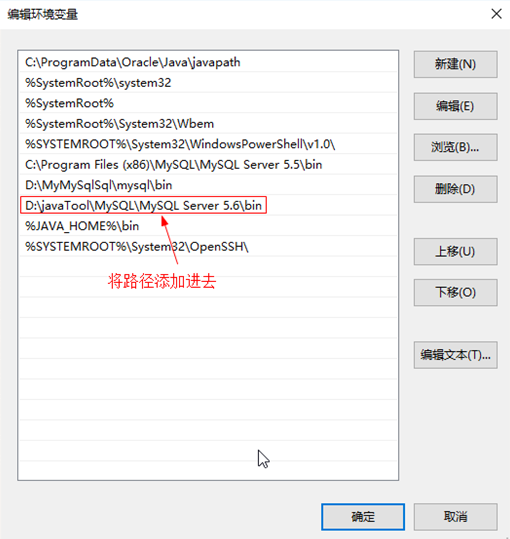 编辑环境变量
C:\ProgramData\Oracle\Java\javapath
%SystemRoot%\system32
%SystemRoot%
%SystemRoot%\System32\Wbem
%SYSTEMROOT%\System32\WindowsPowerShell\v1.0\
C:\Program Files (x86)\MySQL\MySQL Server 5.5\bin
D:\MyMySqlSql\mysql\bin
D:\javaTool\MySQL\MySQL Server 5.6\bin
%JAVA_HOME%\bin
%SYSTEMROOT%\System32\OpenSSH\
将路径添加进去
新建(N)
编辑(E)
浏览(B)...
删除(D)
上移(U)
下移(O)
编辑文本(T)...
确定
取消